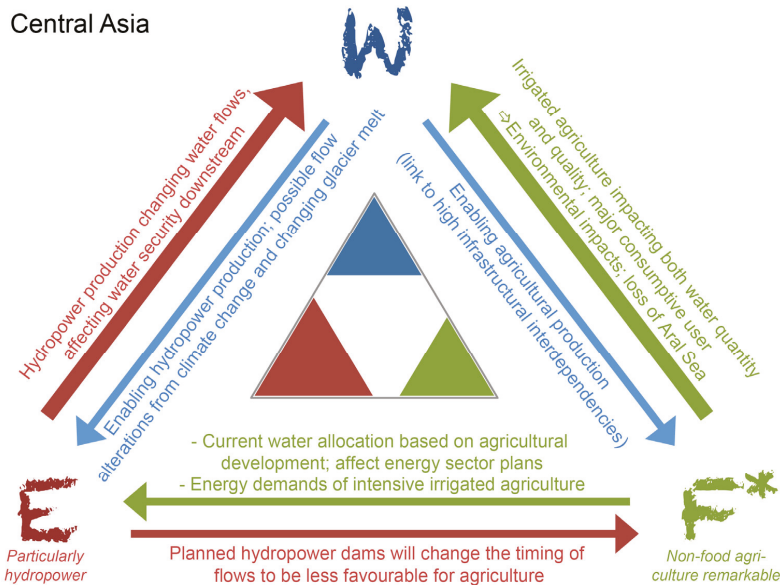 Central Asia
W
Hydropower production changing water flows,
affecting water security downstream
Enabling hydropower production; possible flow
alterations from climate change and changing glacier melt
Enabling agricultural production
(link to high infrastructural interdependencies)
Irrigated agriculture impacting both water quantity
and quality; major consumptive user
⇨Environmental impacts; loss of Aral Sea
- Current water allocation based on agricultural
development; affect energy sector plans
- Energy demands of intensive irrigated agriculture
E
Particularly
hydropower
Planned hydropower dams will change the timing of
flows to be less favourable for agriculture
F*
Non-food agri-
culture remarkable